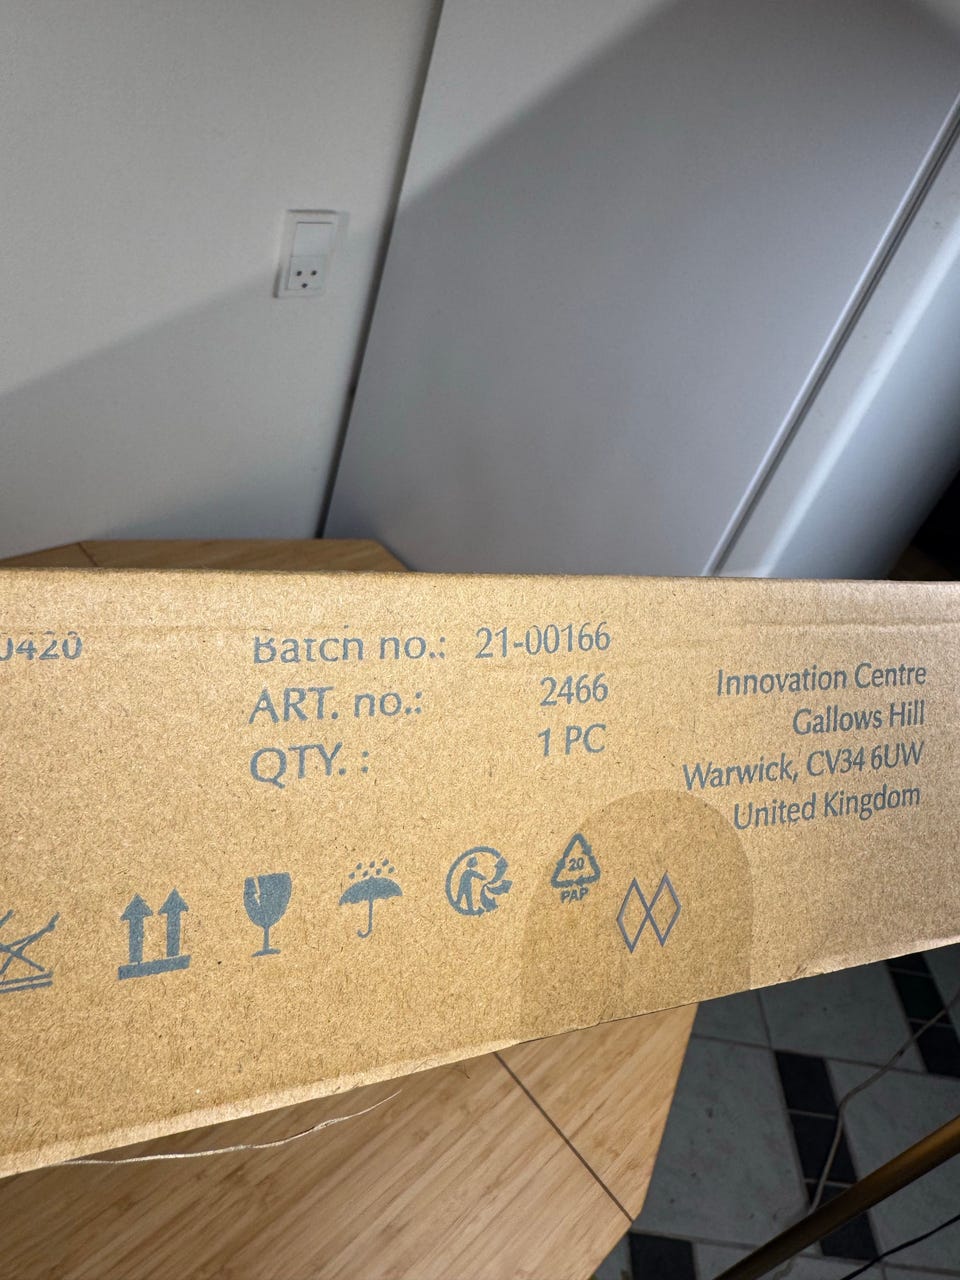 0420
Batch no.: 21-00166
ART. no.: 2466
QTY. : 1 PC
Innovation Centre
Gallows Hill
Warwick, CV34 6UW
United Kingdom
20
PAP